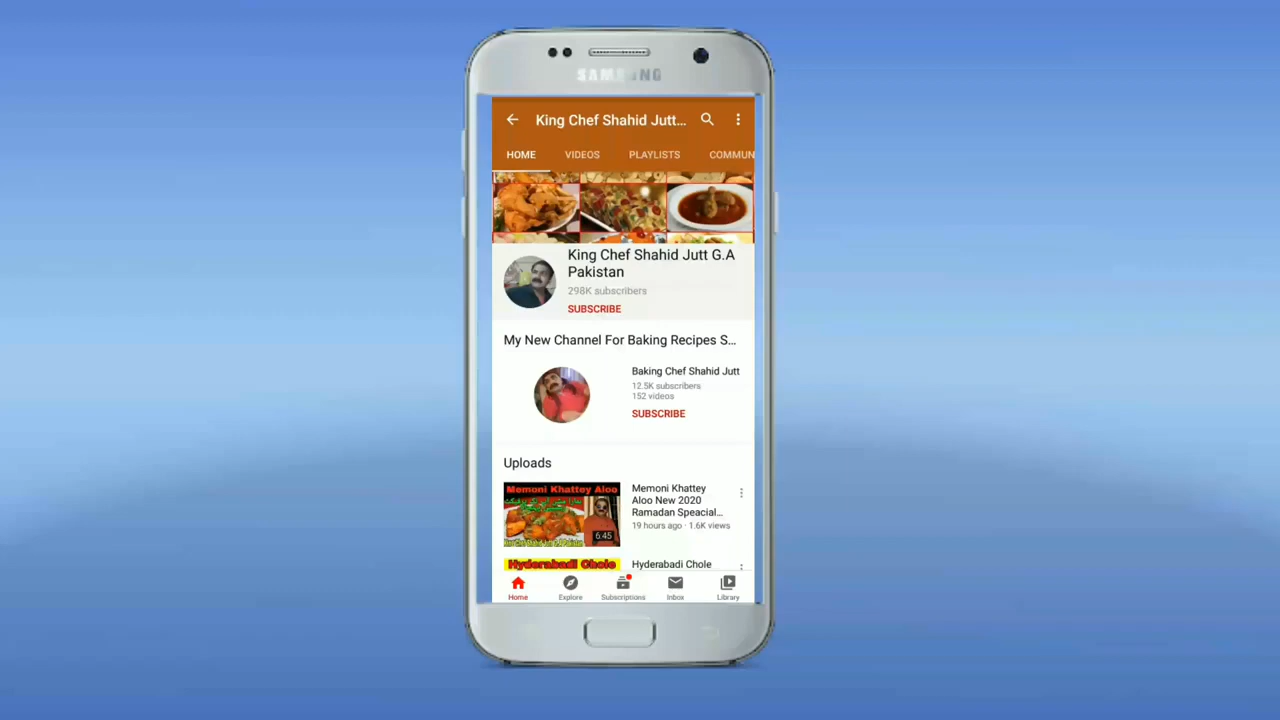 SAMSUNG
King Chef Shahid Jutt...
HOME VIDEOS PLAYLISTS COMMUN
King Chef Shahid Jutt G.A
Pakistan
298K subscribers
SUBSCRIBE
My New Channel For Baking Recipes S...
Baking Chef Shahid Jutt
12.5K subscribers
152 videos
SUBSCRIBE
Uploads
Memoni Khattey Aloo
6:45
Memoni Khattey
Aloo New 2020
Ramadan Speacial...
19 hours ago · 1.6K views
Hyderabadi Chole
Hyderabadi Chole
Home Explore Subscriptions Inbox Library